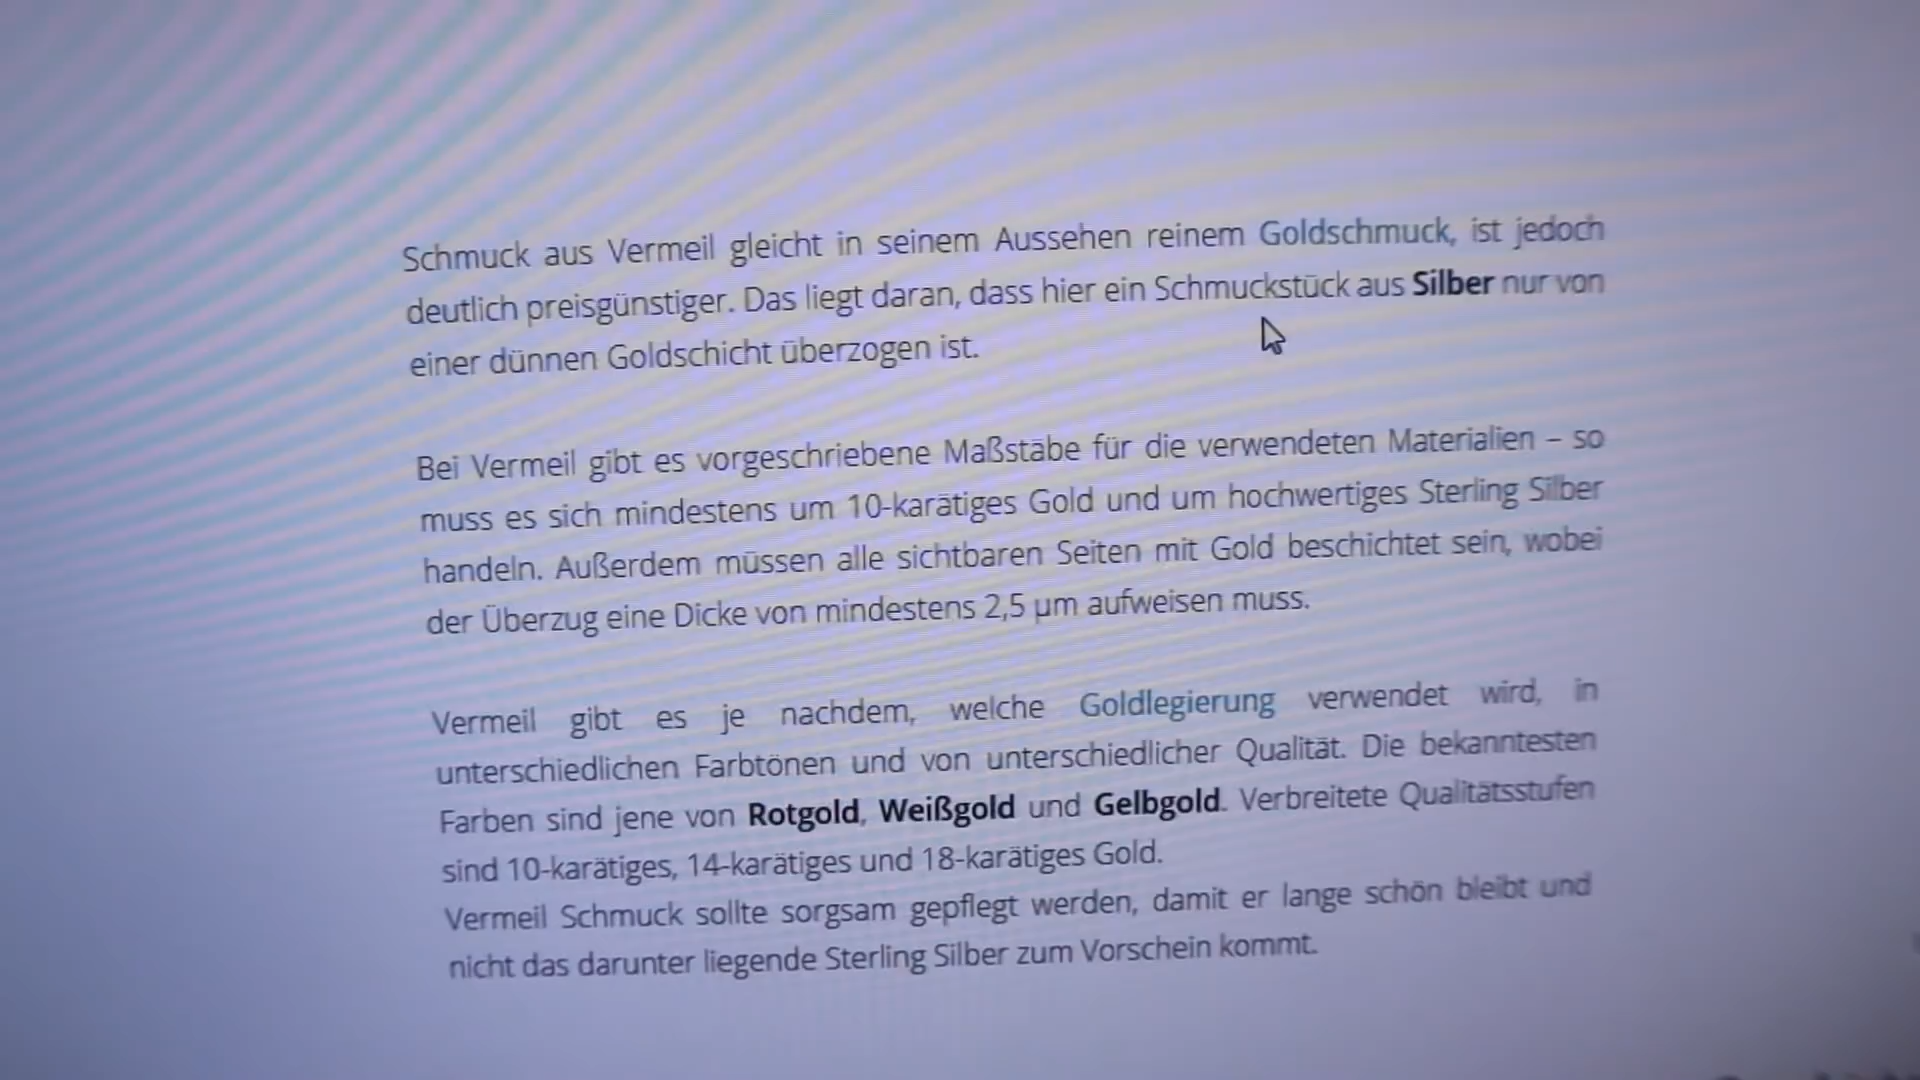 Schmuck aus Vermeil gleicht in seinem Aussehen reinem Goldschmuck, ist jedoch
deutlich preisgünstiger. Das liegt daran, dass hier ein Schmuckstück aus Silber nur von
einer dünnen Goldschicht überzogen ist.
Bei Vermeil gibt es vorgeschriebene Maßstäbe für die verwendeten Materialien – so
muss es sich mindestens um 10-karätiges Gold und um hochwertiges Sterling Silber
handeln. Außerdem müssen alle sichtbaren Seiten mit Gold beschichtet sein, wobei
der Überzug eine Dicke von mindestens 2,5 µm aufweisen muss.
Vermeil gibt es je nachdem, welche Goldlegierung verwendet wird, in
unterschiedlichen Farbtönen und von unterschiedlicher Qualität. Die bekanntesten
Farben sind jene von Rotgold, Weißgold und Gelbgold. Verbreitete Qualitätsstufen
sind 10-karätiges, 14-karätiges und 18-karätiges Gold.
Vermeil Schmuck sollte sorgsam gepflegt werden, damit er lange schön bleibt und
nicht das darunter liegende Sterling Silber zum Vorschein kommt.